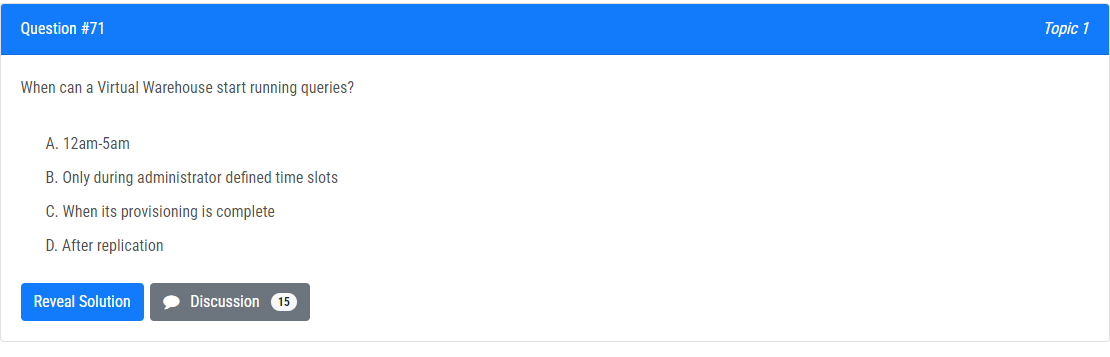 Question #71 Topic 1
When can a Virtual Warehouse start running queries?
A. 12am-5am
B. Only during administrator defined time slots
C. When its provisioning is complete
D. After replication
Reveal Solution Discussion 15